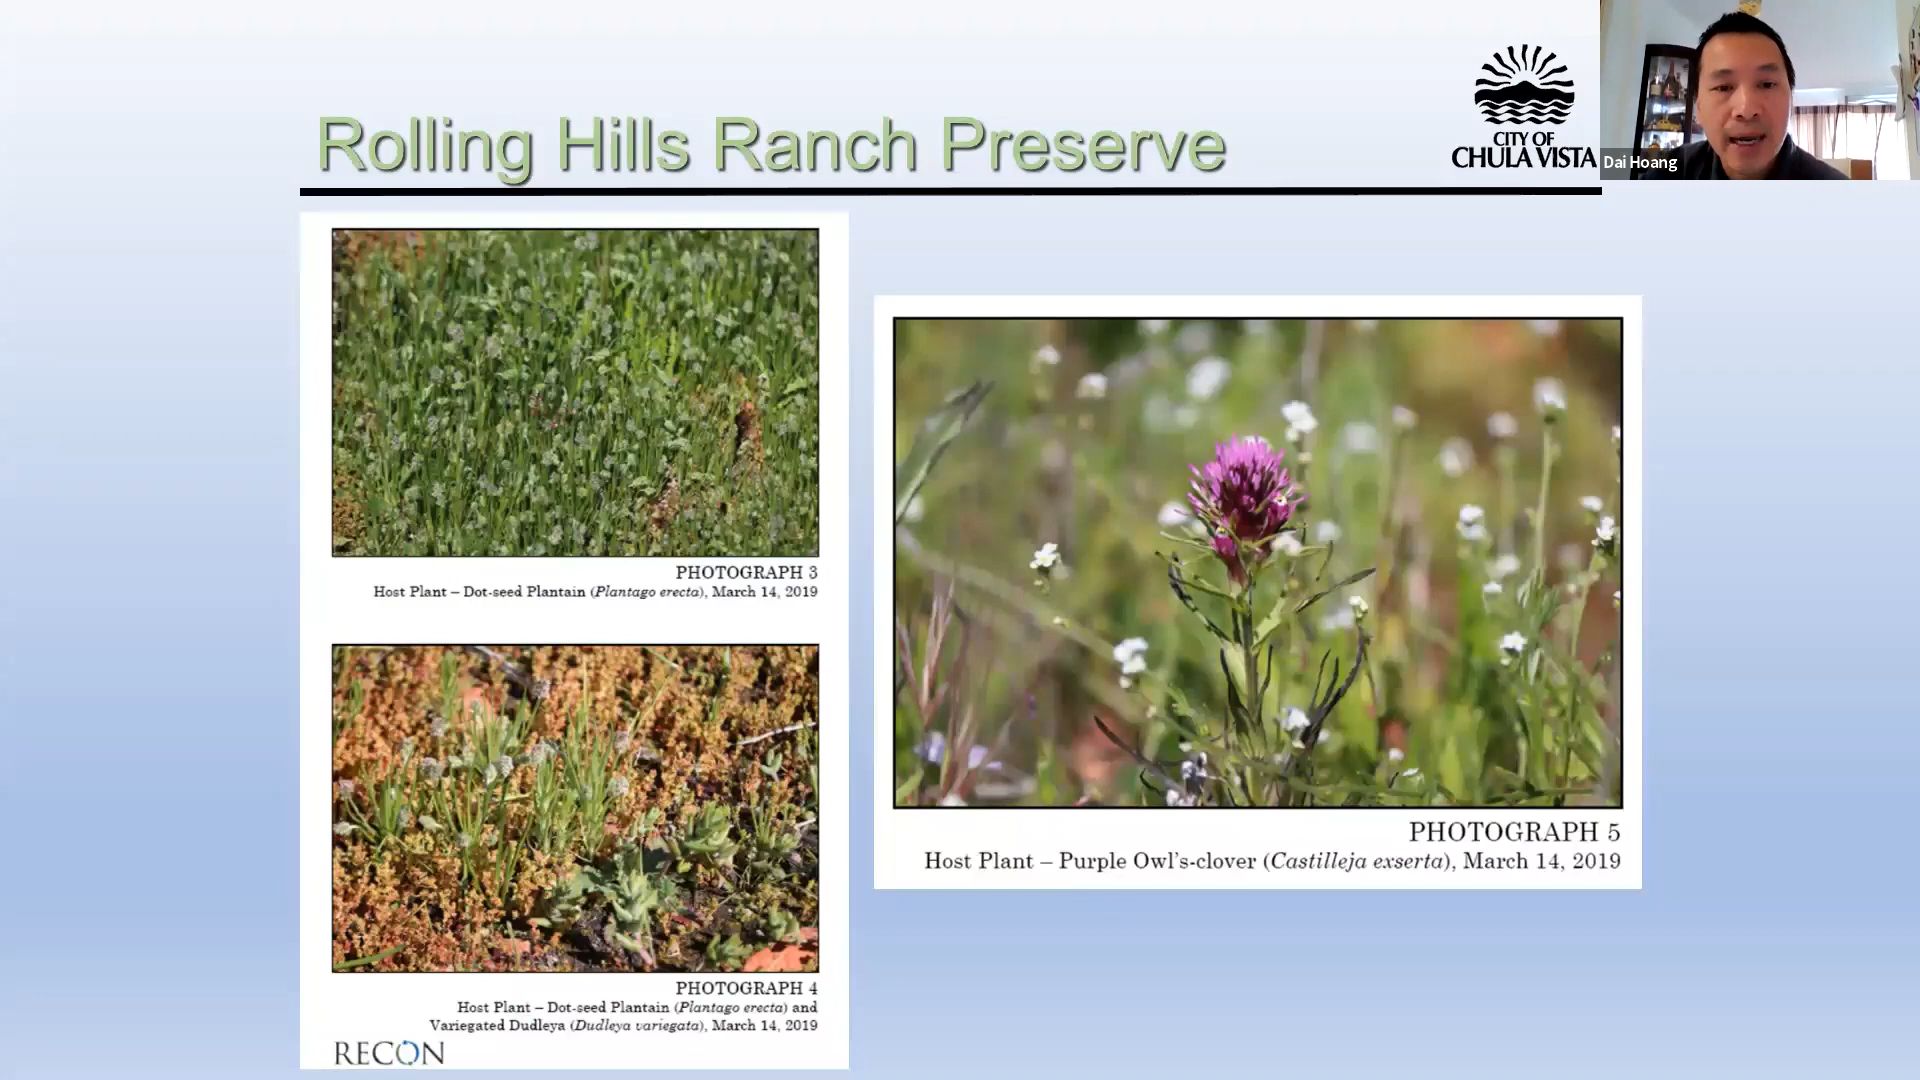 Rolling Hills Ranch Preserve
CITY OF
CHULA VISTA
Dai Hoang
PHOTOGRAPH 3
Host Plant – Dot-seed Plantain (Plantago erecta), March 14, 2019
PHOTOGRAPH 4
Host Plant – Dot-seed Plantain (Plantago erecta) and
Variegated Dudleya (Dudleya variegata), March 14, 2019
RECON
PHOTOGRAPH 5
Host Plant – Purple Owl's-clover (Castilleja exserta), March 14, 2019